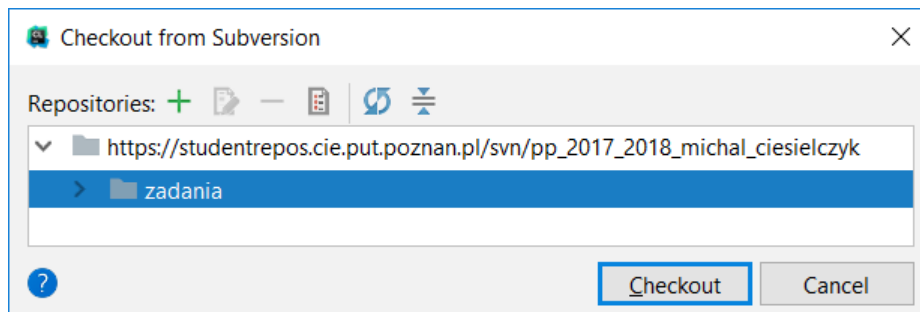 Checkout from Subversion
Repositories:
https://studentrepos.cie.put.poznan.pl/svn/pp_2017_2018_michal_ciesielczyk
zadania
?
Checkout
Cancel